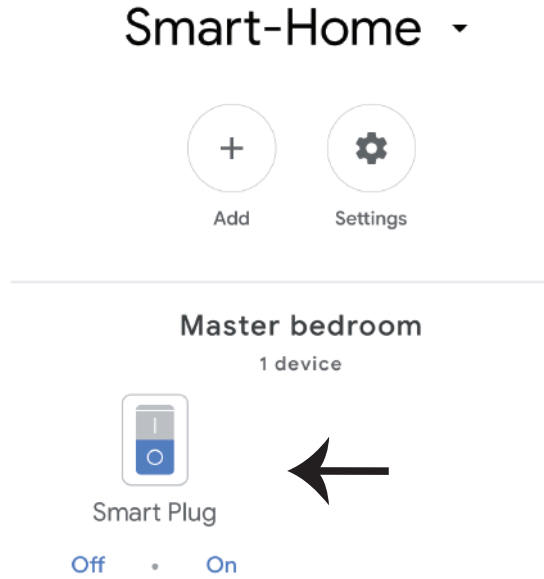 Smart-Home
Add Settings
Master bedroom
1 device
Smart Plug
Off • On